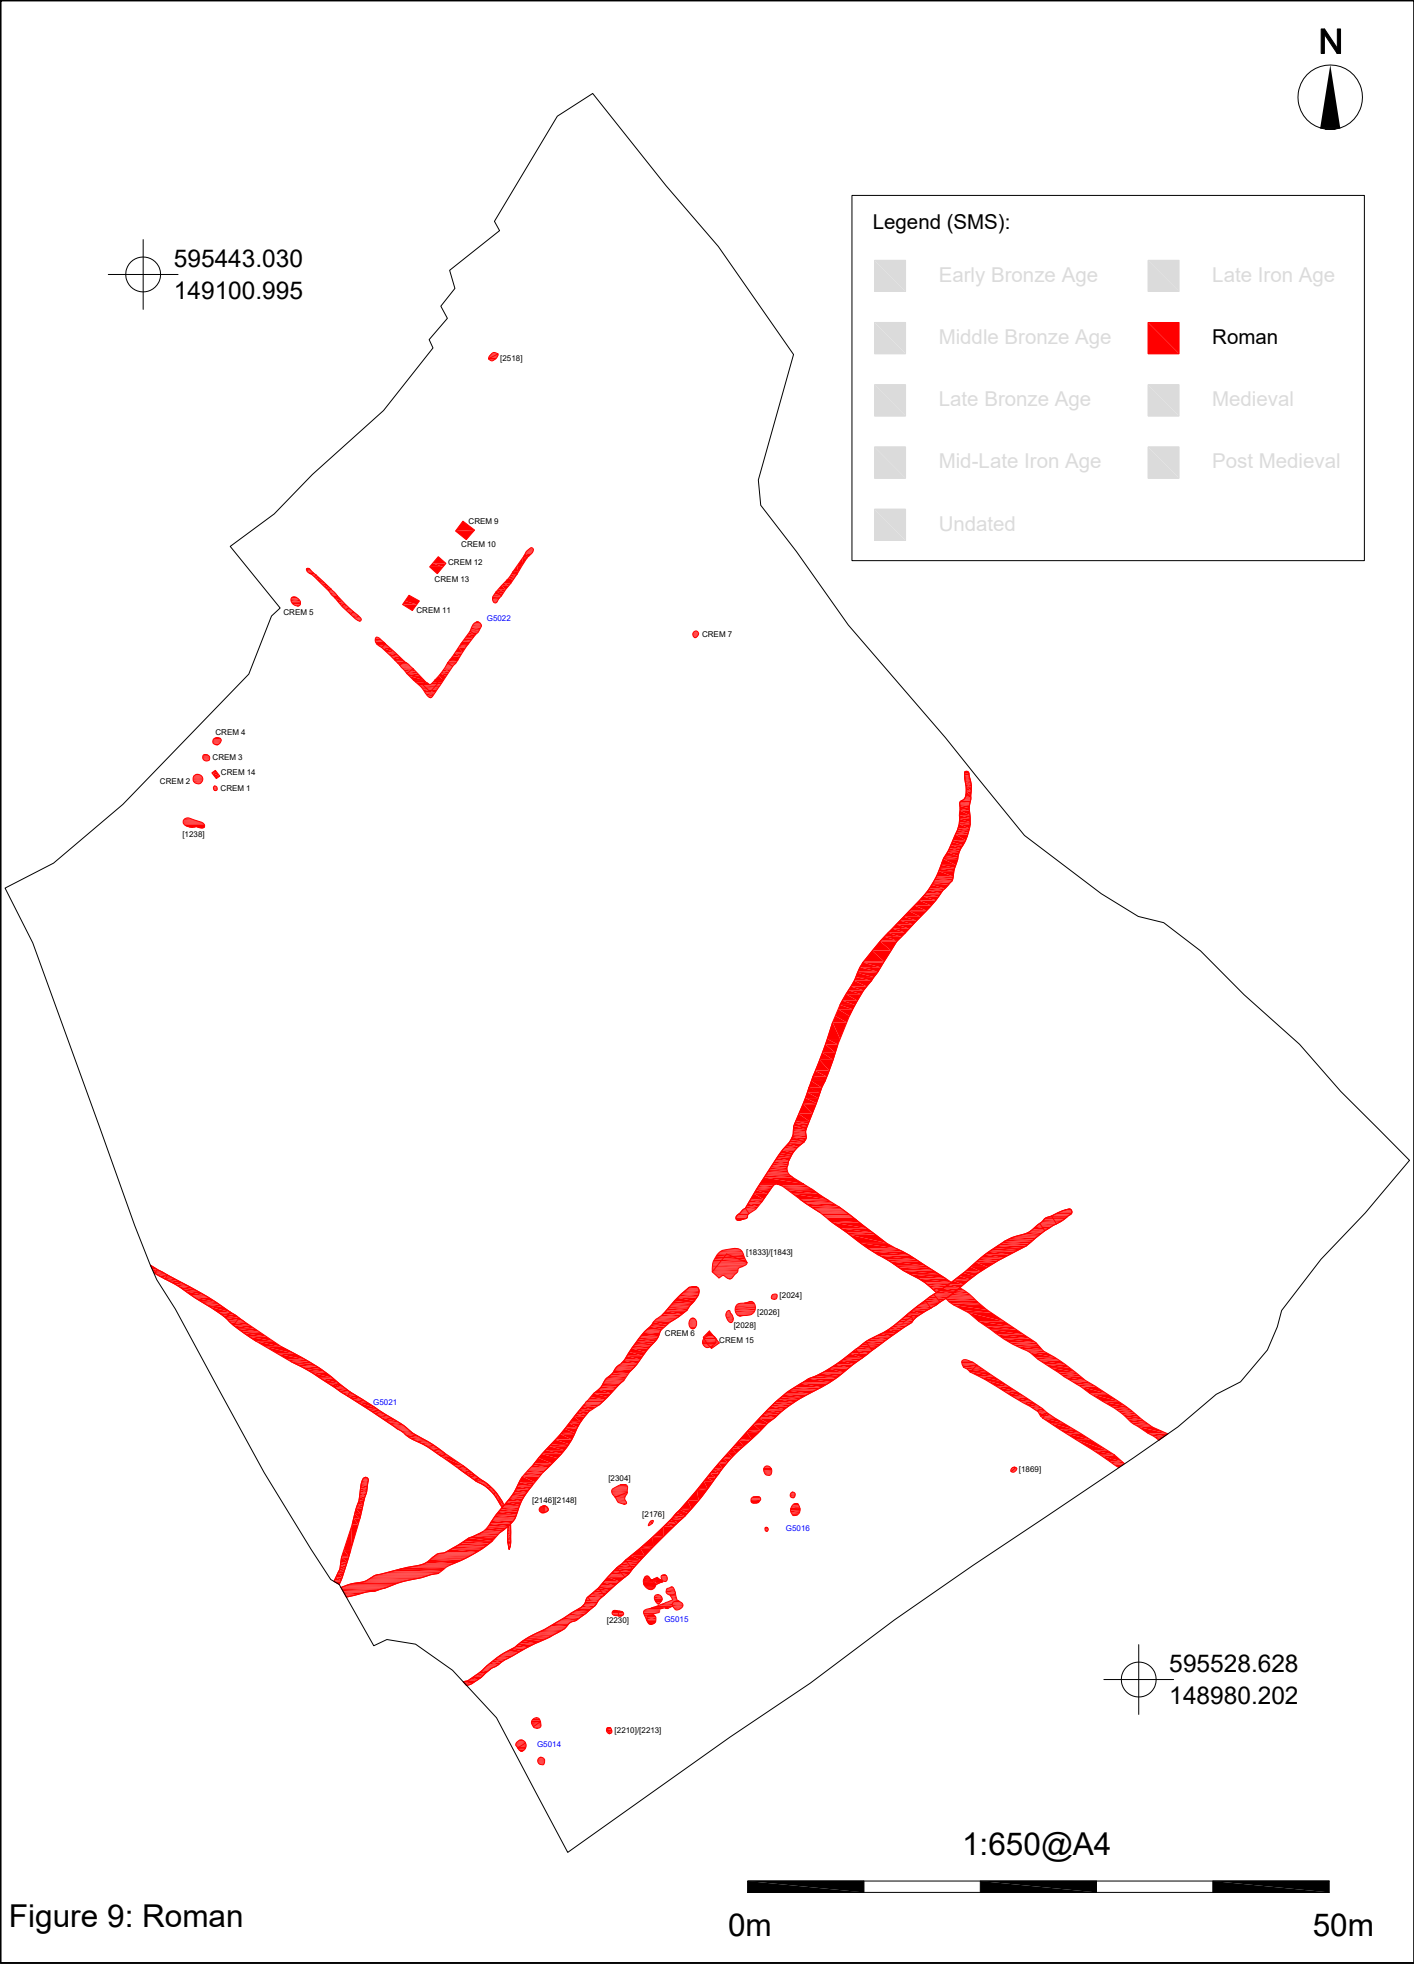 N
595443.030
149100.995
Legend (SMS):
Early Bronze Age
Late Iron Age
Middle Bronze Age
Roman
Late Bronze Age
Medieval
Mid-Late Iron Age
Post Medieval
Undated
[2518]
CREM 9
CREM 10
CREM 12
CREM 13
CREM 11
CREM 5
G5022
CREM 7
CREM 4
CREM 3
CREM 14
CREM 2
CREM 1
[1238]
[1833]/[1843]
[2024]
[2026]
[2028]
CREM 6
CREM 15
G5021
[2304]
[2146][2148]
[2176]
[1869]
G5016
[2230]
G5015
595528.628
148980.202
[2210]/[2213]
G5014
1:650@A4
0m
50m
Figure 9: Roman